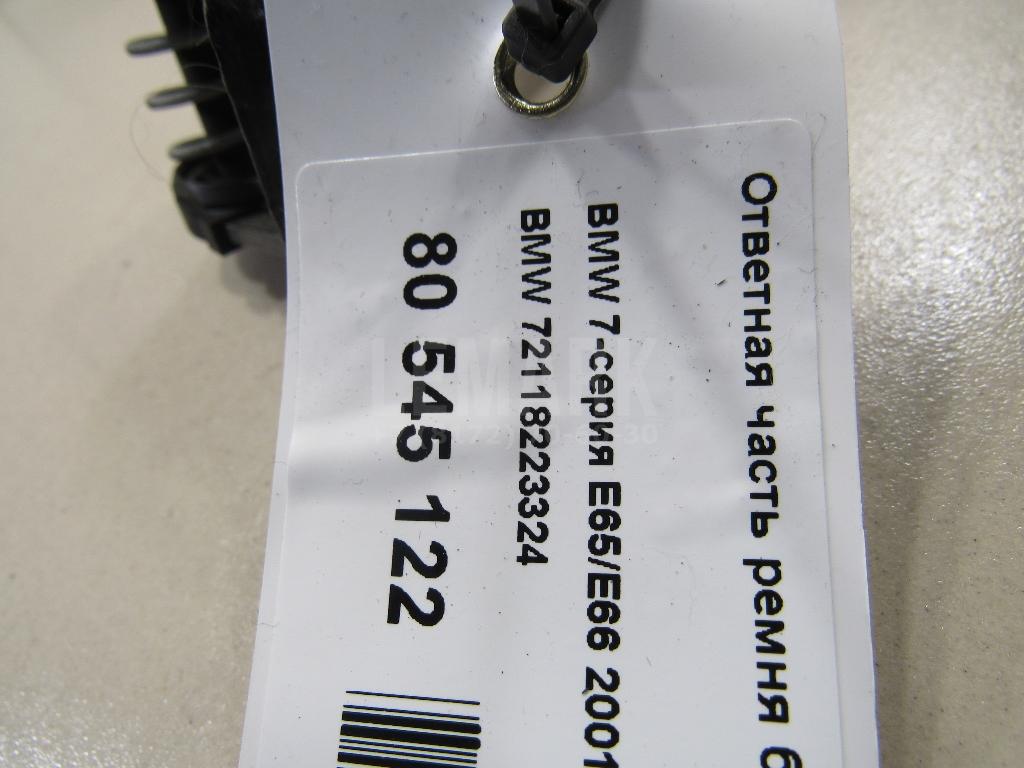 Ответная часть ремня б
BMW 7-серия E65/E66 2001
BMW 72118223324
80 545 122